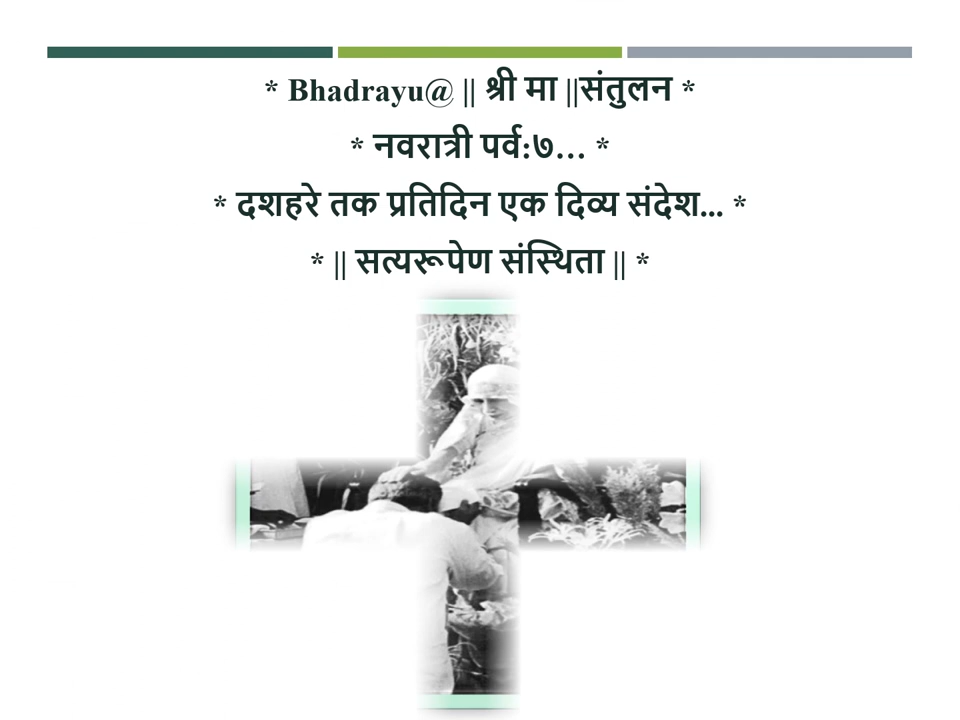 * Bhadrayu@ || श्री मा ||संतुलन *
* नवरात्री पर्व:७... *
* दशहरे तक प्रतिदिन एक दिव्य संदेश... *
* || सत्यरूपेण संस्थिता || *